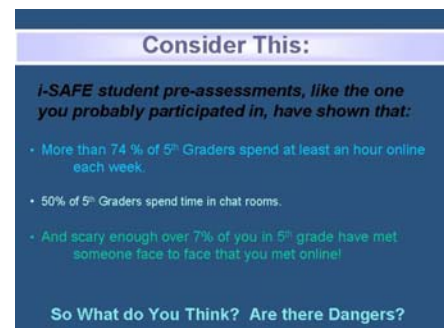 Consider This:
i-SAFE student pre-assessments, like the one
you probably participated in, have shown that:
• More than 74 % of 5th Graders spend at least an hour online
each week.
• 50% of 5th Graders spend time in chat rooms.
• And scary enough over 7% of you in 5th grade have met
someone face to face that you met online!
So What do You Think? Are there Dangers?